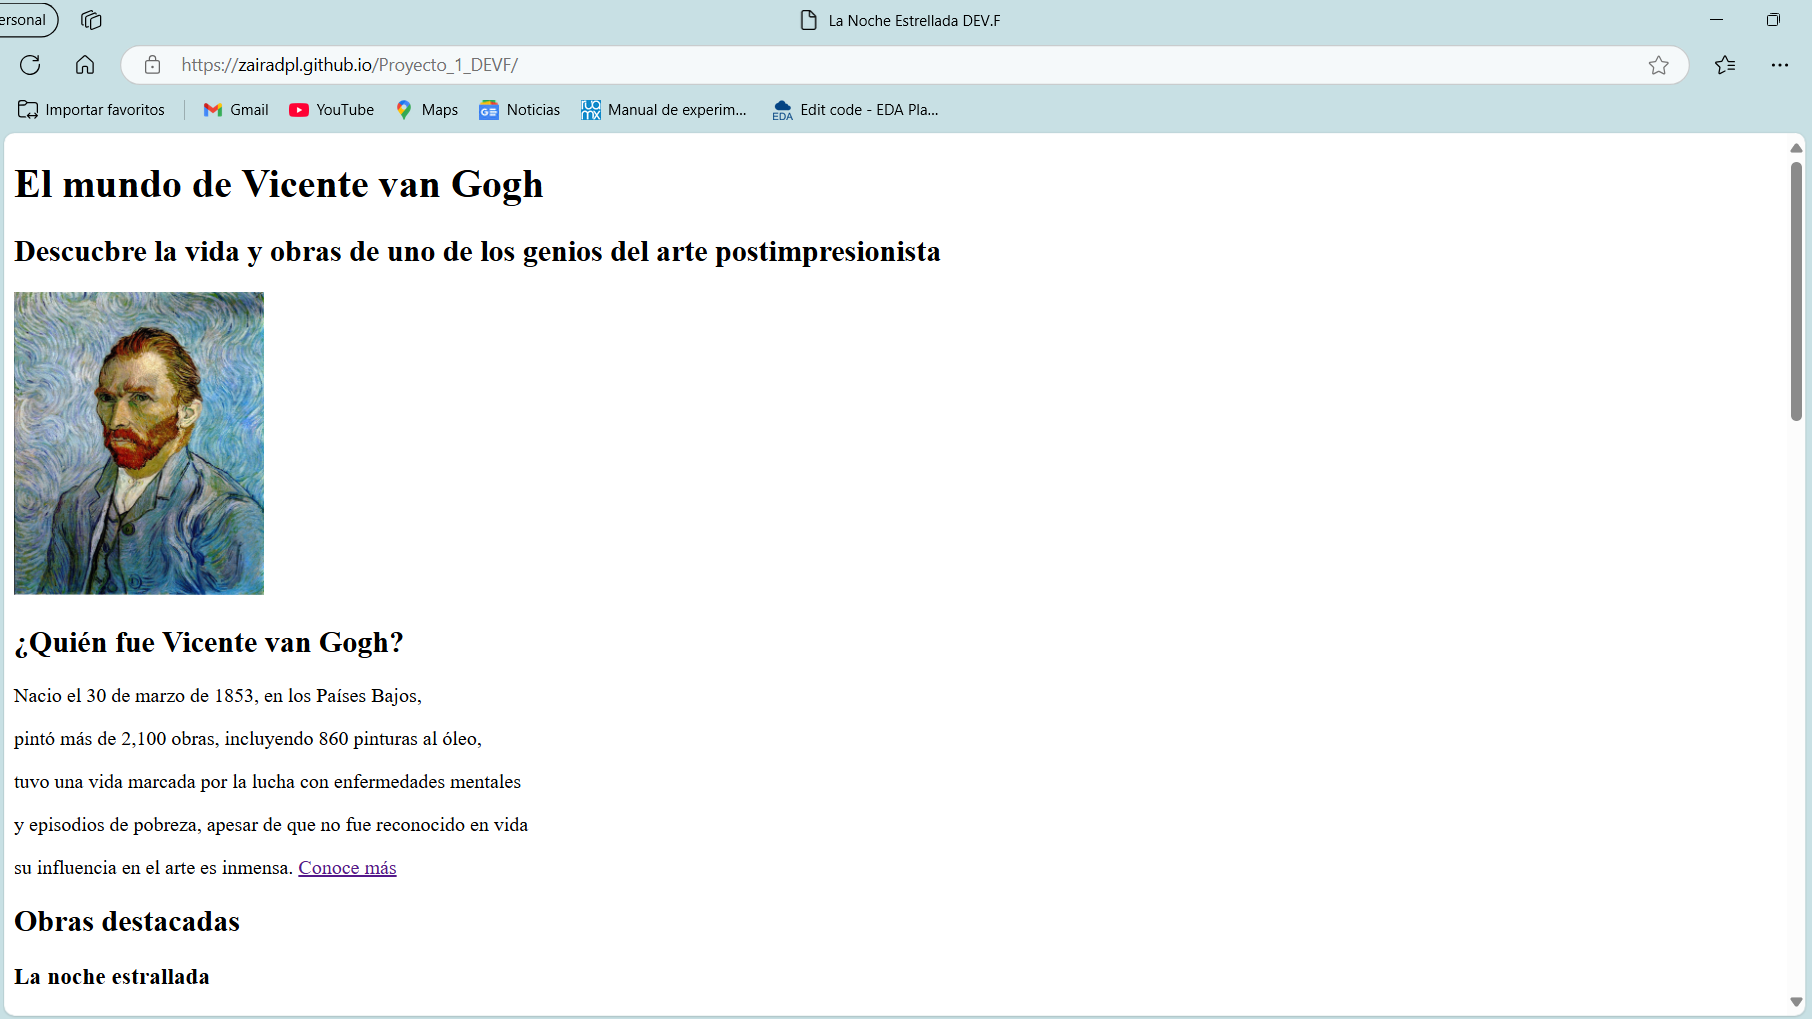 ersonal
La Noche Estrellada DEV.F
https://zairadpl.github.io/Proyecto_1_DEVF/
Importar favoritos Gmail YouTube Maps Noticias Manual de experim... Edit code - EDA Pla...
El mundo de Vicente van Gogh
Descucbre la vida y obras de uno de los genios del arte postimpresionista
¿Quién fue Vicente van Gogh?
Nacio el 30 de marzo de 1853, en los Países Bajos,
pintó más de 2,100 obras, incluyendo 860 pinturas al óleo,
tuvo una vida marcada por la lucha con enfermedades mentales
y episodios de pobreza, apesar de que no fue reconocido en vida
su influencia en el arte es inmensa. Conoce más
Obras destacadas
La noche estrallada